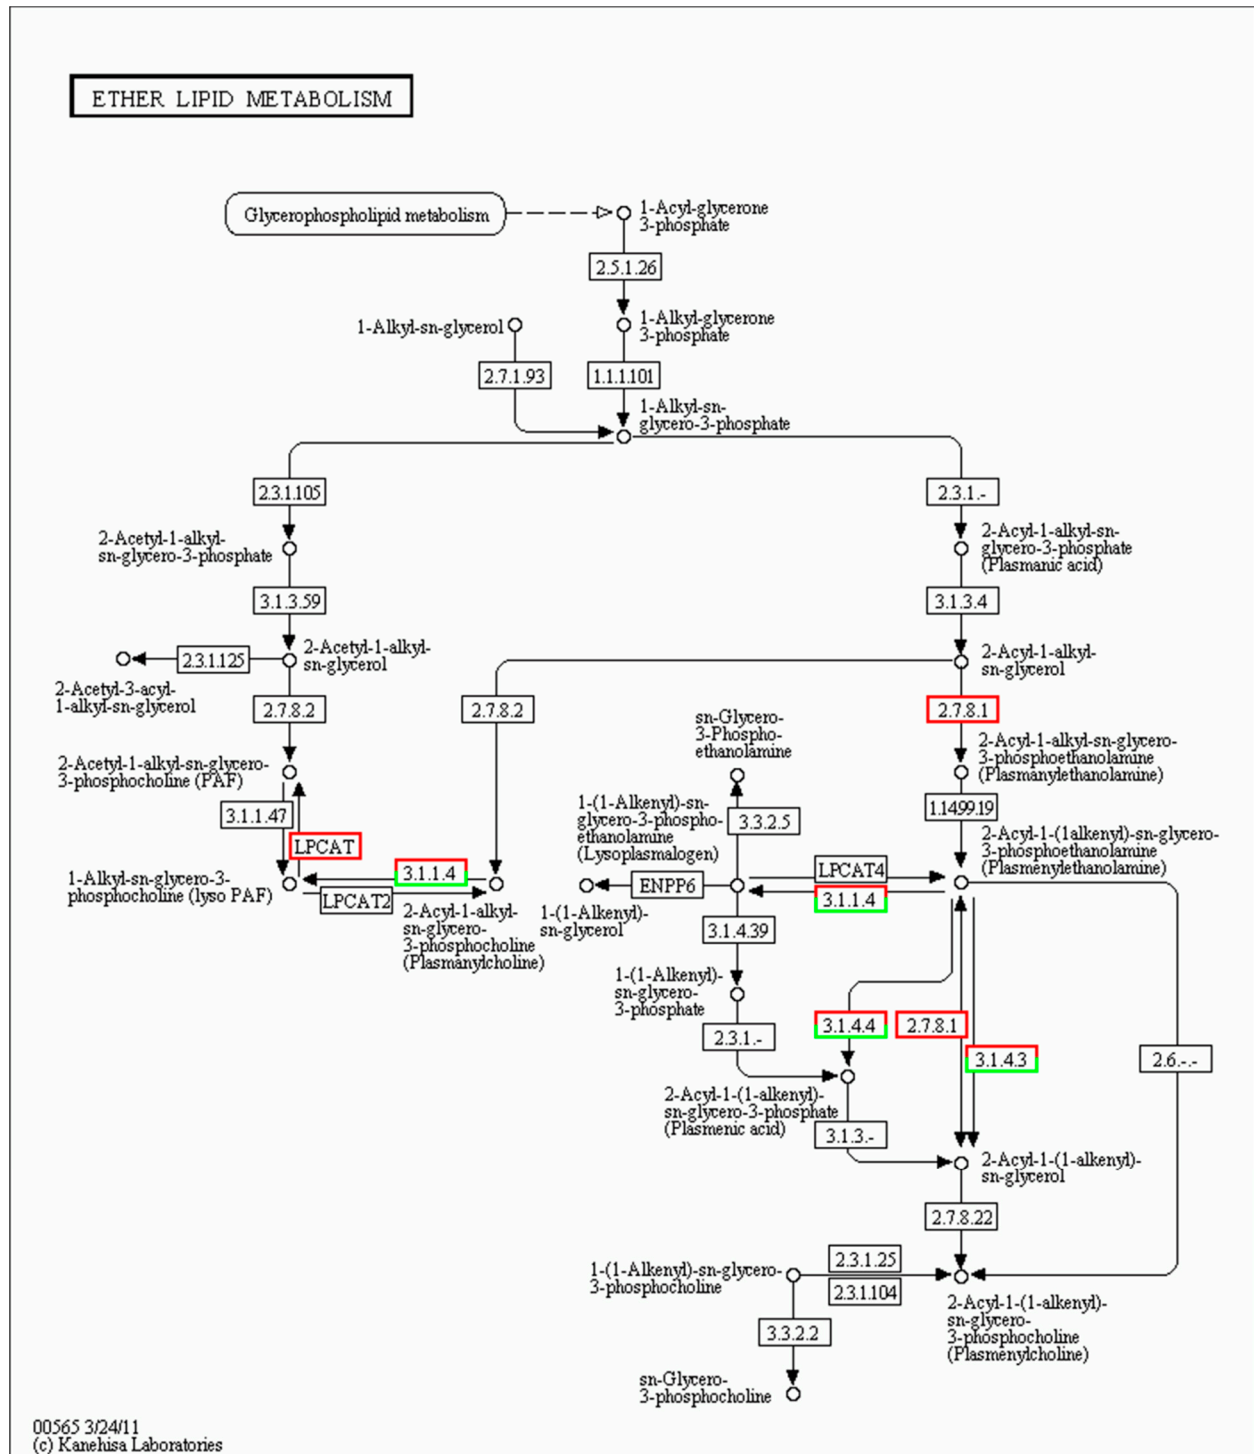 ETHER LIPID METABOLISM
Glycerophospholipid metabolism
1-Acyl-glycerone
3-phosphate
2.5.1.26
1-Alkyl-sn-glycerol
1-Alkyl-glycerone
3-phosphate
2.7.1.93
1.1.1.101
1-Alkyl-sn-
glycero-3-phosphate
2.3.1.105
2.3.1.-
2-Acetyl-1-alkyl-
sn-glycero-3-phosphate
2-Acyl-1-alkyl-sn-
glycero-3-phosphate
(Plasmanic acid)
3.1.3.59
3.1.3.4
2.3.1.125
2-Acetyl-1-alkyl-
sn-glycerol
2-Acyl-1-alkyl-
sn-glycerol
2-Acetyl-3-acyl-
1-alkyl-sn-glycerol
2.7.8.2
2.7.8.2
2.7.8.1
sn-Glycero-
3-Phospho-
ethanolamine
2-Acetyl-1-alkyl-sn-glycero-
3-phosphocholine (PAF)
2-Acyl-1-alkyl-sn-glycero-
3-phosphoethanolamine
(Plasmanylethanolamine)
3.1.1.47
LPCAT
1-(1-Alkenyl)-sn-
glycero-3-phospho-
ethanolamine
(Lysoplasmalogen)
3.3.2.5
1.1499.19
2-Acyl-1-(1alkenyl)-sn-glycero-
3-phosphoethanolamine
(Plasmenylethanolamine)
1-Alkyl-sn-glycero-3-
phosphocholine (lyso PAF)
3.1.1.4
LPCAT2
2-Acyl-1-alkyl-
sn-glycero-
3-phosphocholine
(Plasmanylcholine)
ENPP6
LPCAT4
3.1.1.4
1-(1-Alkenyl)-
sn-glycerol
3.1.4.39
1-(1-Alkenyl)-
sn-glycero-
3-phosphate
2.3.1.-
3.1.4.4
2.7.8.1
3.1.4.3
2.6.-.-
2-Acyl-1-(1-alkenyl)-
sn-glycero-3-phosphate
(Plasmenic acid)
3.1.3.-
2-Acyl-1-(1-alkenyl)-
sn-glycerol
2.7.8.22
1-(1-Alkenyl)-sn-glycero-
3-phosphocholine
2.3.1.25
2.3.1.104
2-Acyl-1-(1-alkenyl)-
sn-glycero-
3-phosphocholine
(Plasmenylcholine)
3.3.2.2
sn-Glycero-
3-phosphocholine
00565 3/24/11
(c) Kanehisa Laboratories